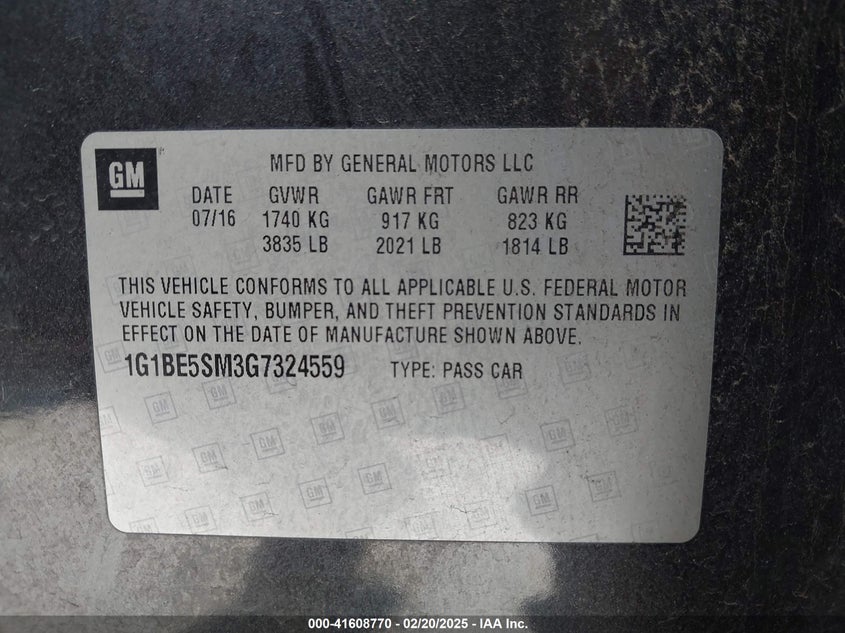 GM
MFD BY GENERAL MOTORS LLC
DATE GVWR GAWR FRT GAWR RR
07/16 1740 KG 917 KG 823 KG
3835 LB 2021 LB 1814 LB
THIS VEHICLE CONFORMS TO ALL APPLICABLE U.S. FEDERAL MOTOR
VEHICLE SAFETY, BUMPER, AND THEFT PREVENTION STANDARDS IN
EFFECT ON THE DATE OF MANUFACTURE SHOWN ABOVE.
1G1BE5SM3G7324559 TYPE: PASS CAR
000-41608770 - 02/20/2025 - IAA Inc.